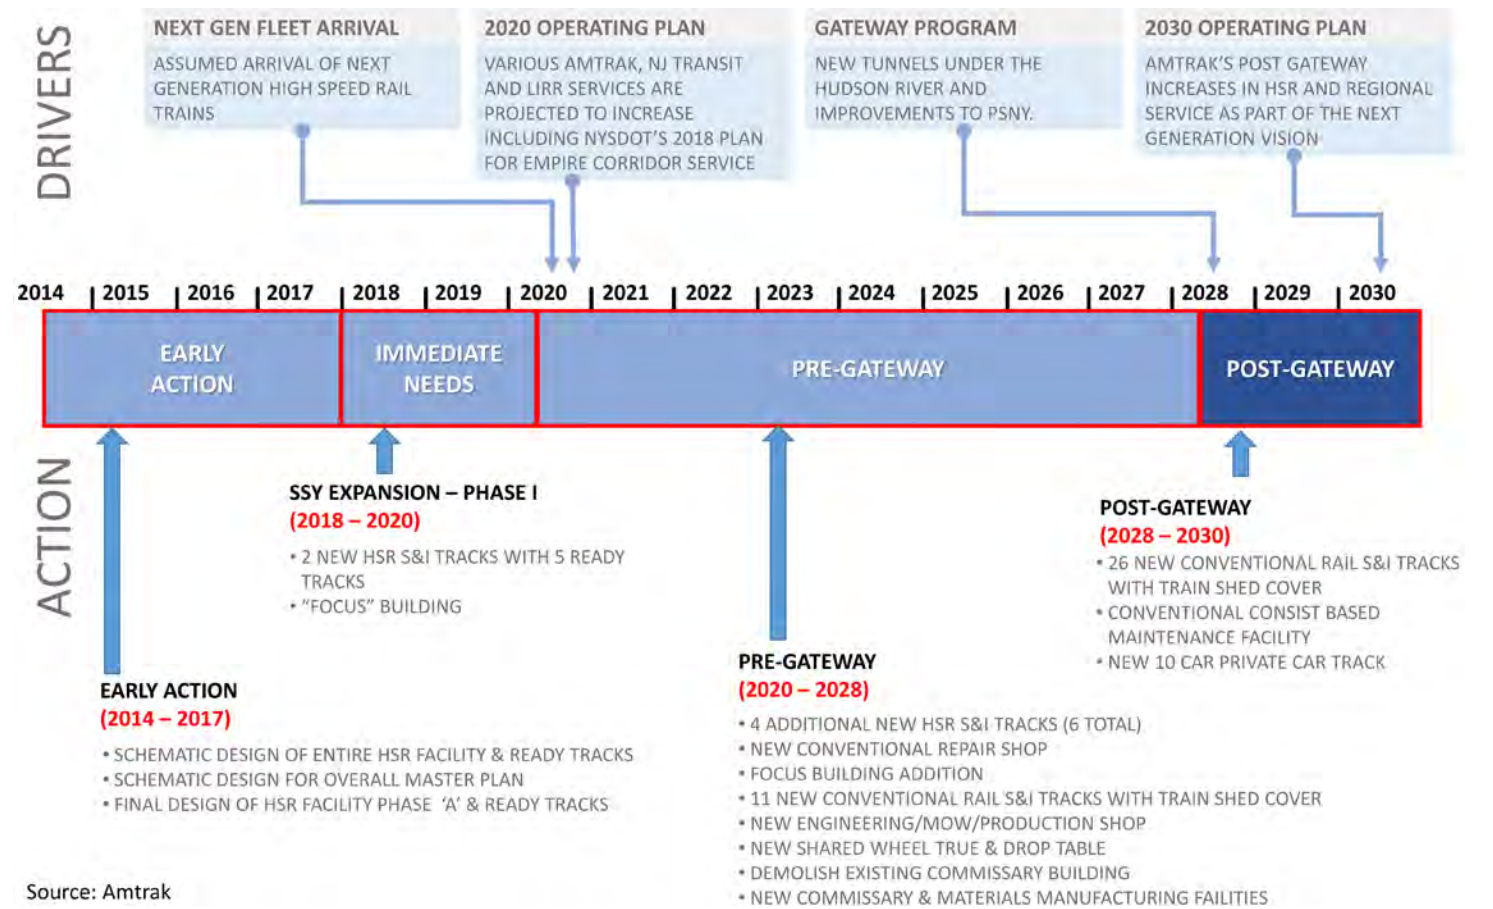 DRIVERS
NEXT GEN FLEET ARRIVAL
ASSUMED ARRIVAL OF NEXT
GENERATION HIGH SPEED RAIL
TRAINS
2020 OPERATING PLAN
VARIOUS AMTRAK, NJ TRANSIT
AND LIRR SERVICES ARE
PROJECTED TO INCREASE
INCLUDING NYSDOT'S 2018 PLAN
FOR EMPIRE CORRIDOR SERVICE
GATEWAY PROGRAM
NEW TUNNELS UNDER THE
HUDSON RIVER AND
IMPROVEMENTS TO PSNY.
2030 OPERATING PLAN
AMTRAK'S POST GATEWAY
INCREASES IN HSR AND REGIONAL
SERVICE AS PART OF THE NEXT
GENERATION VISION
2014 2015 2016 2017 2018 2019 2020 2021 2022 2023 2024 2025 2026 2027 2028 2029 2030
EARLY
ACTION
IMMEDIATE
NEEDS
PRE-GATEWAY
POST-GATEWAY
ACTION
SSY EXPANSION – PHASE I
(2018 – 2020)
• 2 NEW HSR S&I TRACKS WITH 5 READY
TRACKS
• "FOCUS" BUILDING
POST-GATEWAY
(2028 – 2030)
• 26 NEW CONVENTIONAL RAIL S&I TRACKS
WITH TRAIN SHED COVER
• CONVENTIONAL CONSIST BASED
MAINTENANCE FACILITY
• NEW 10 CAR PRIVATE CAR TRACK
EARLY ACTION
(2014 – 2017)
• SCHEMATIC DESIGN OF ENTIRE HSR FACILITY & READY TRACKS
• SCHEMATIC DESIGN FOR OVERALL MASTER PLAN
• FINAL DESIGN OF HSR FACILITY PHASE 'A' & READY TRACKS
PRE-GATEWAY
(2020 – 2028)
• 4 ADDITIONAL NEW HSR S&I TRACKS (6 TOTAL)
• NEW CONVENTIONAL REPAIR SHOP
• FOCUS BUILDING ADDITION
• 11 NEW CONVENTIONAL RAIL S&I TRACKS WITH TRAIN SHED COVER
• NEW ENGINEERING/MOW/PRODUCTION SHOP
• NEW SHARED WHEEL TRUE & DROP TABLE
• DEMOLISH EXISTING COMMISSARY BUILDING
• NEW COMMISSARY & MATERIALS MANUFACTURING FAILITIES
Source: Amtrak